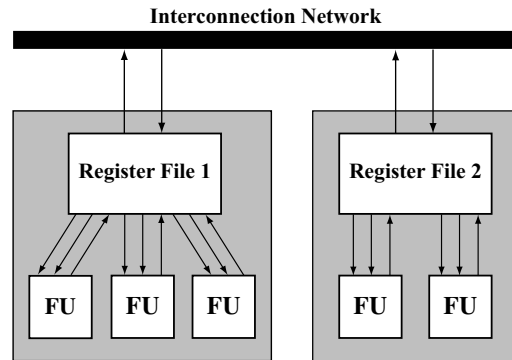 Interconnection Network
Register File 1
Register File 2
FU
FU
FU
FU
FU